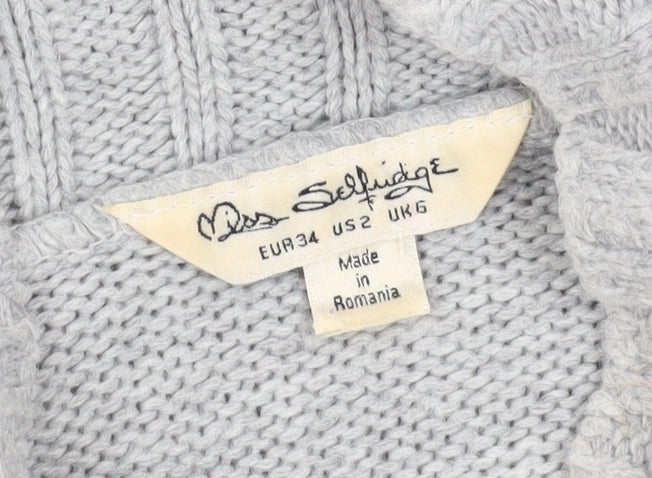 Miss Selfridge
EUR34 US2 UK6
Made
in
Romania